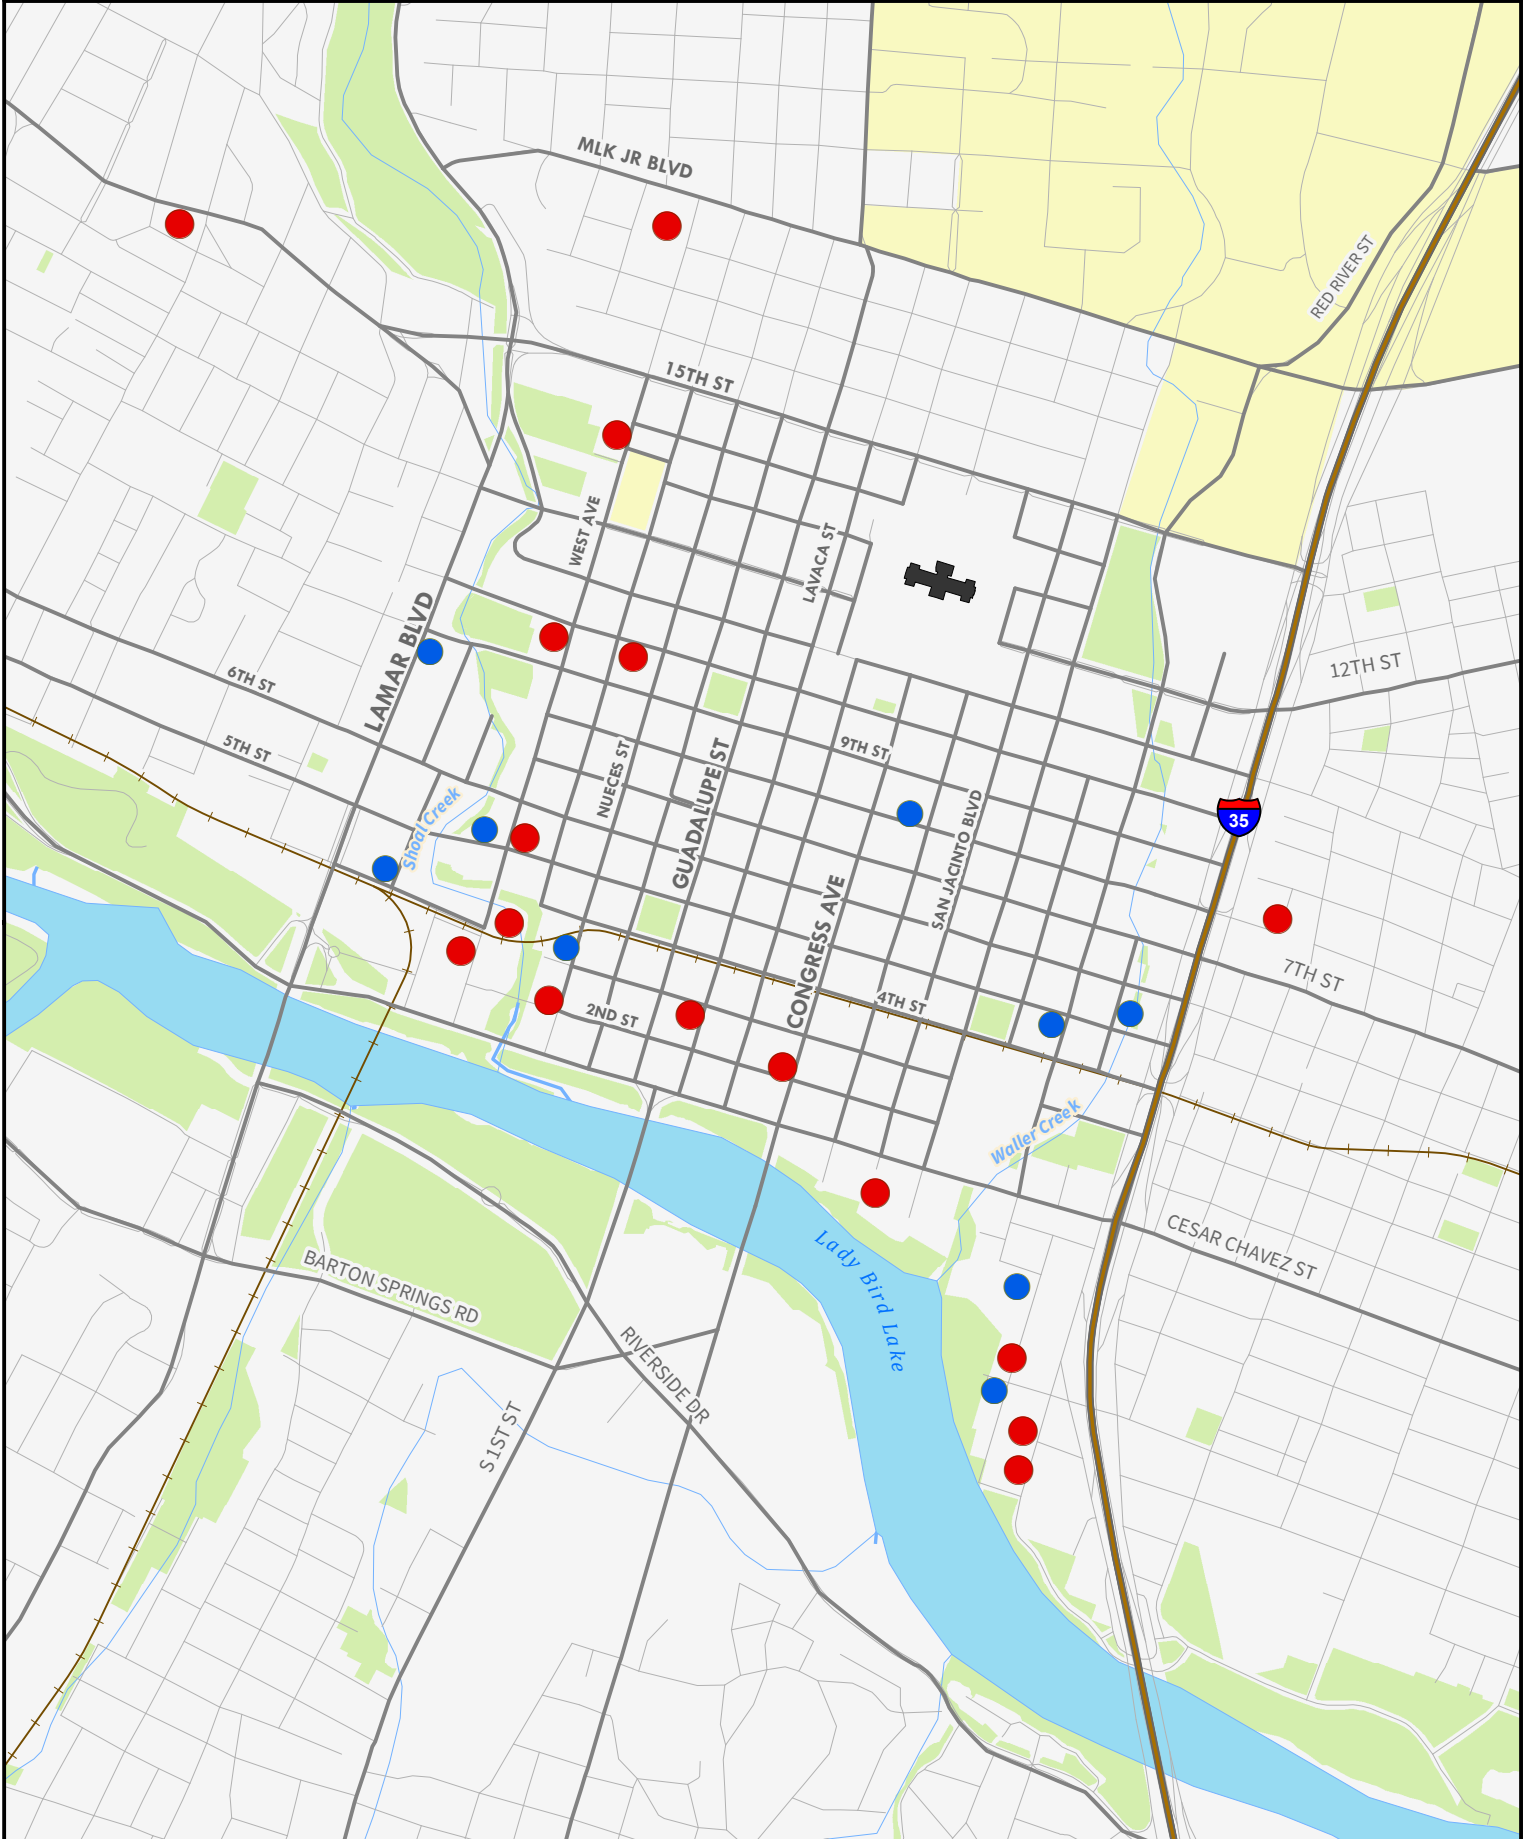 MLK JR BLVD
RED RIVER ST
15TH ST
WEST AVE
LAVACA ST
LAMAR BLVD
12TH ST
6TH ST
5TH ST
9TH ST
NUECES ST
GUADALUPE ST
Shoal Creek
SAN JACINTO BLVD
35
CONGRESS AVE
7TH ST
4TH ST
2ND ST
Waller Creek
CESAR CHAVEZ ST
BARTON SPRINGS RD
Lady Bird Lake
RIVERSIDE DR
S 1ST ST